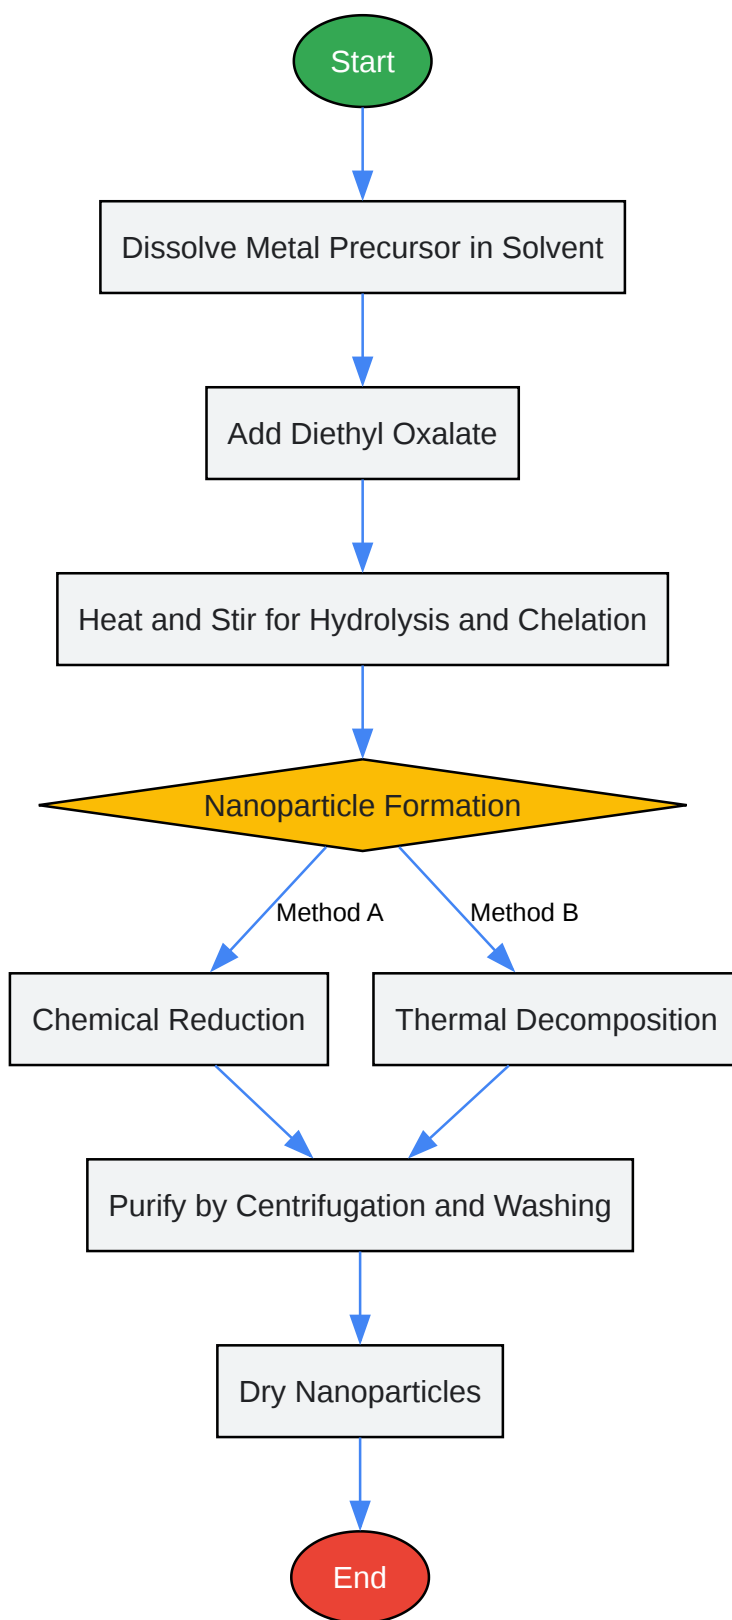 Start
Dissolve Metal Precursor in Solvent
Add Diethyl Oxalate
Heat and Stir for Hydrolysis and Chelation
Nanoparticle Formation
Method A
Method B
Chemical Reduction
Thermal Decomposition
Purify by Centrifugation and Washing
Dry Nanoparticles
End